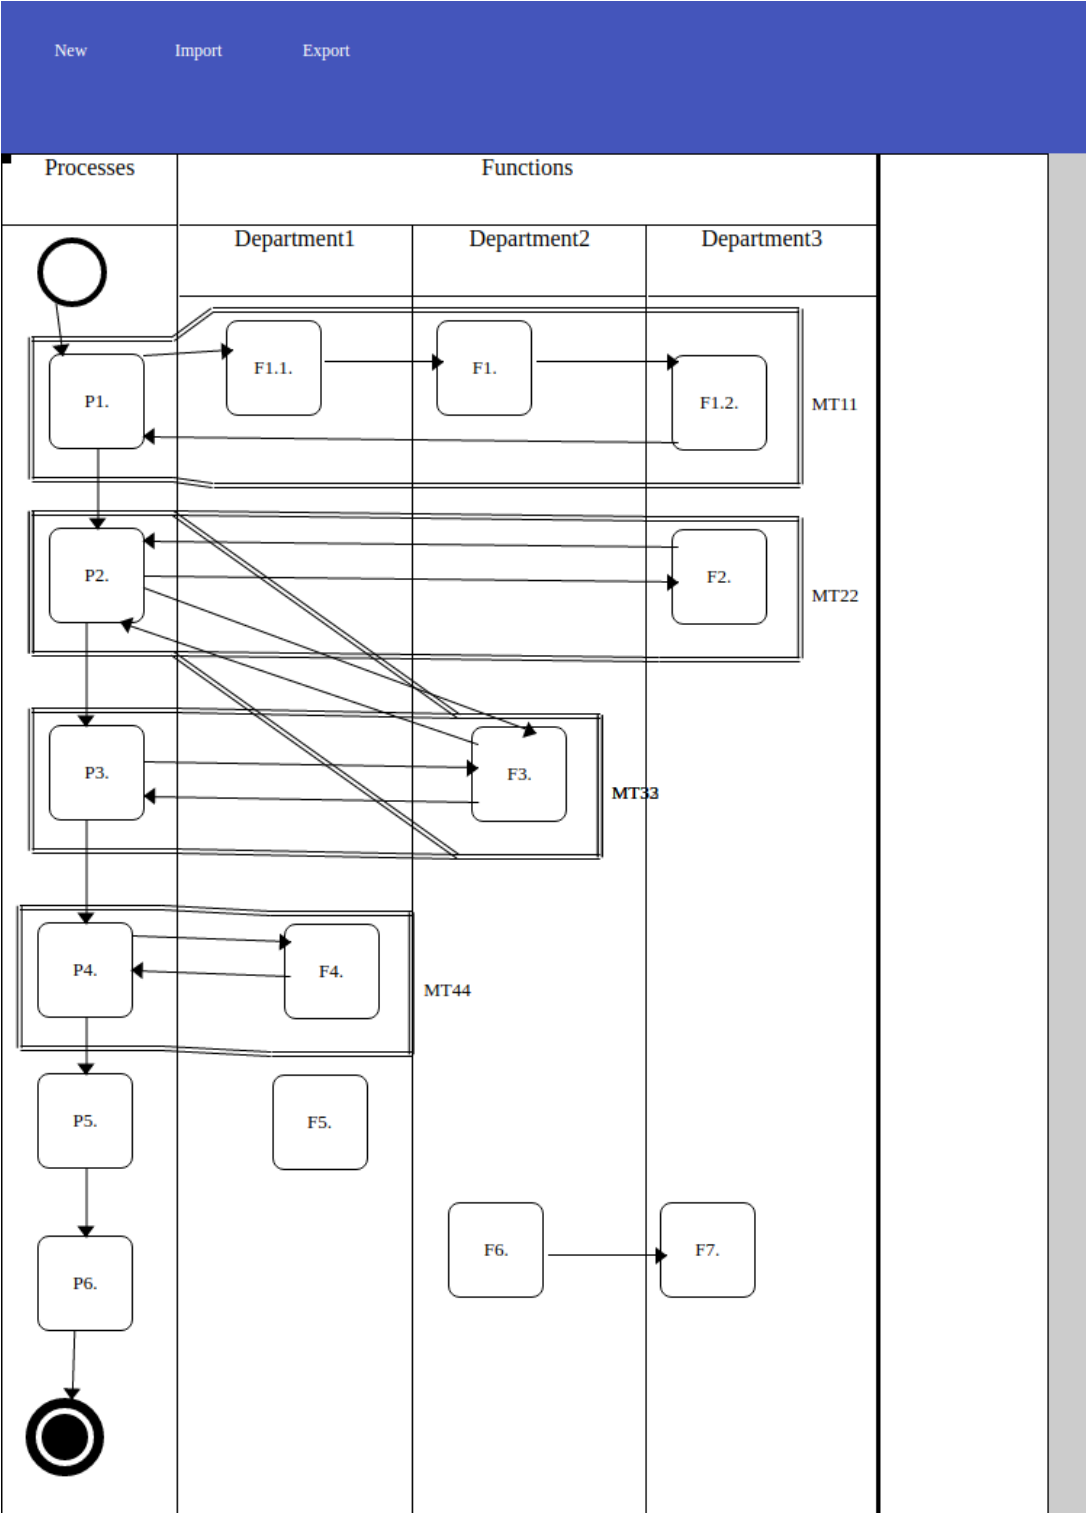 New Import Export
Processes Functions
Department1 Department2 Department3
F1.1. F1. F1.2.
P1. MT11
P2. F2. MT22
P3. F3.
P4. F4. MT44
P5. F5.
F6. F7.
P6.